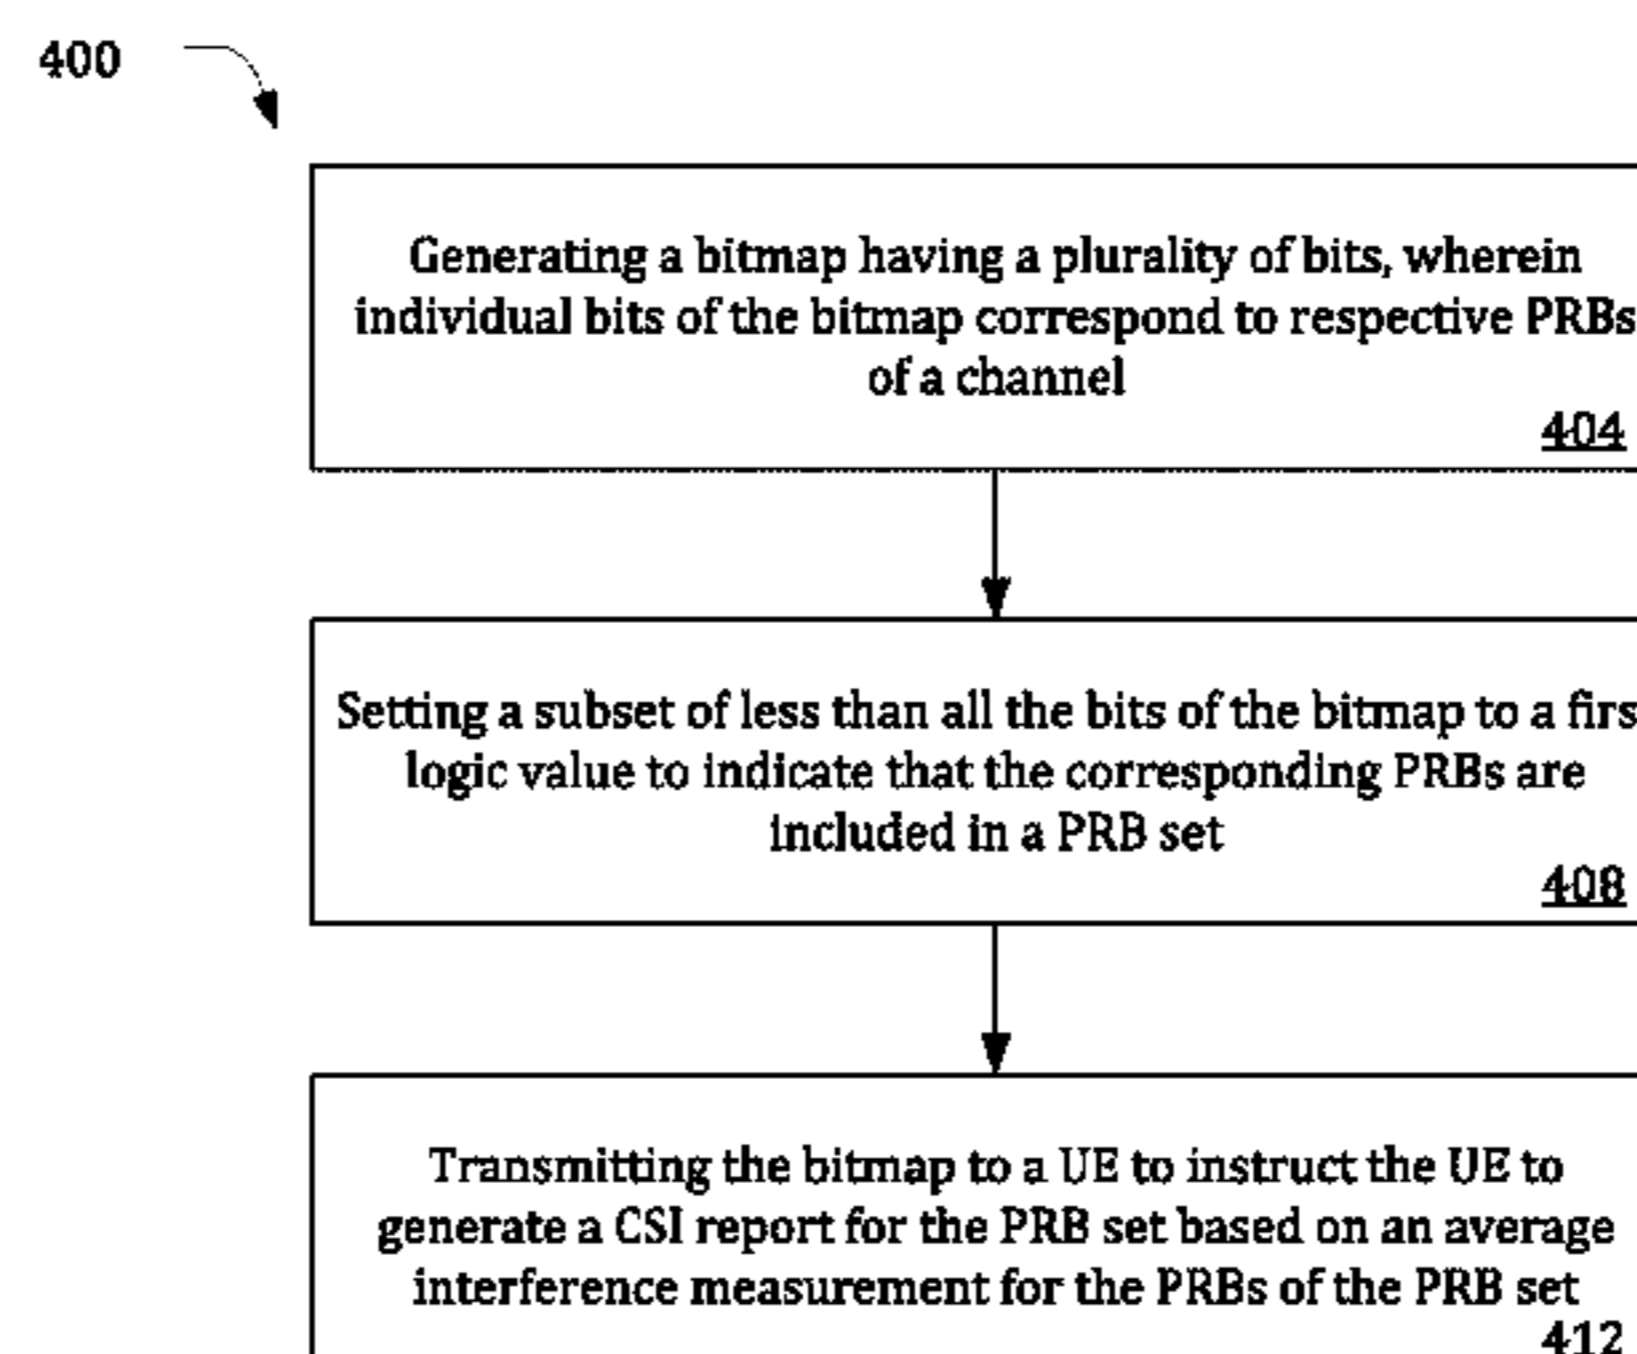 400
Generating a bitmap having a plurality of bits, wherein
individual bits of the bitmap correspond to respective PRBs
of a channel
404
Setting a subset of less than all the bits of the bitmap to a firs
logic value to indicate that the corresponding PRBs are
included in a PRB set
408
Transmitting the bitmap to a UE to instruct the UE to
generate a CSI report for the PRB set based on an average
interference measurement for the PRBs of the PRB set
412